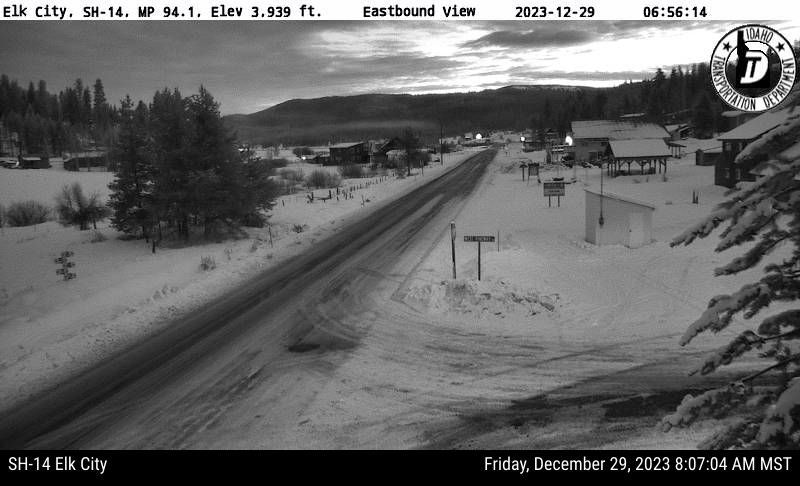 Elk City, SH-14, MP 94.1, Elev 3,939 ft. Eastbound View 2023-12-29 06:56:14
IDAHO
TRANSPORTATION DEPARTMENT
SH-14 Elk City Friday, December 29, 2023 8:07:04 AM MST